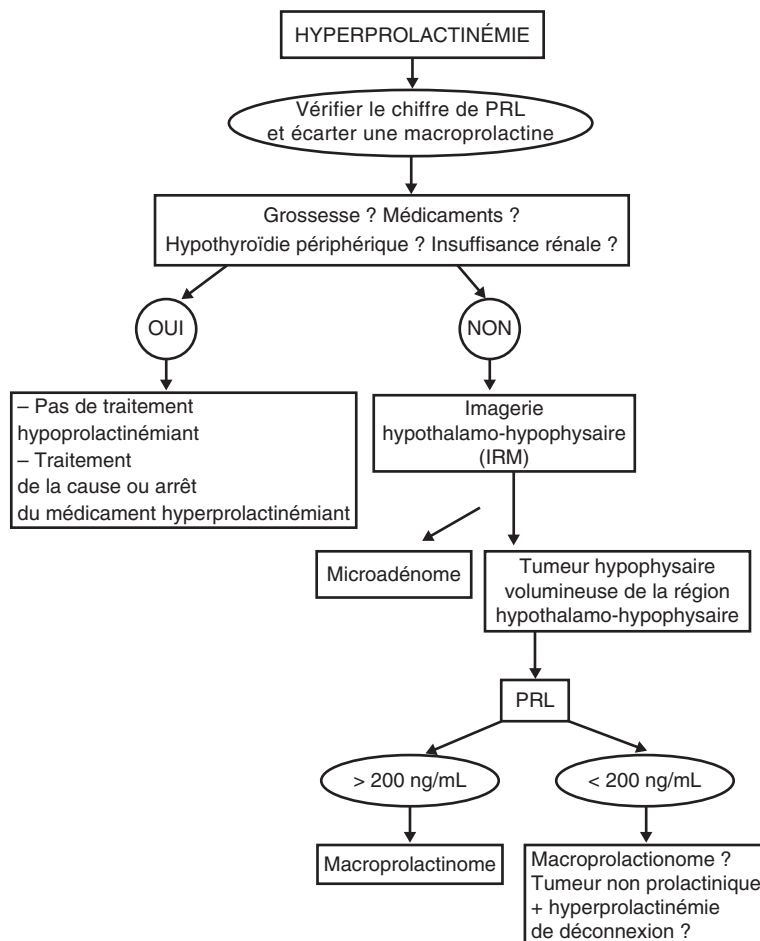 HYPERPROLACTINÉMIE
Vérifier le chiffre de PRL
et écarter une macroprolactine
Grossesse ? Médicaments ?
Hypothyroïdie périphérique ? Insuffisance rénale ?
OUI
NON
– Pas de traitement
hypoprolactinémiant
– Traitement
de la cause ou arrêt
du médicament hyperprolactinémiant
Imagerie
hypothalamo-hypophysaire
(IRM)
Microadénome
Tumeur hypophysaire
volumineuse de la région
hypothalamo-hypophysaire
PRL
> 200 ng/mL
< 200 ng/mL
Macroprolactinome
Macroprolactionome ?
Tumeur non prolactinique
+ hyperprolactinémie
de déconnexion ?